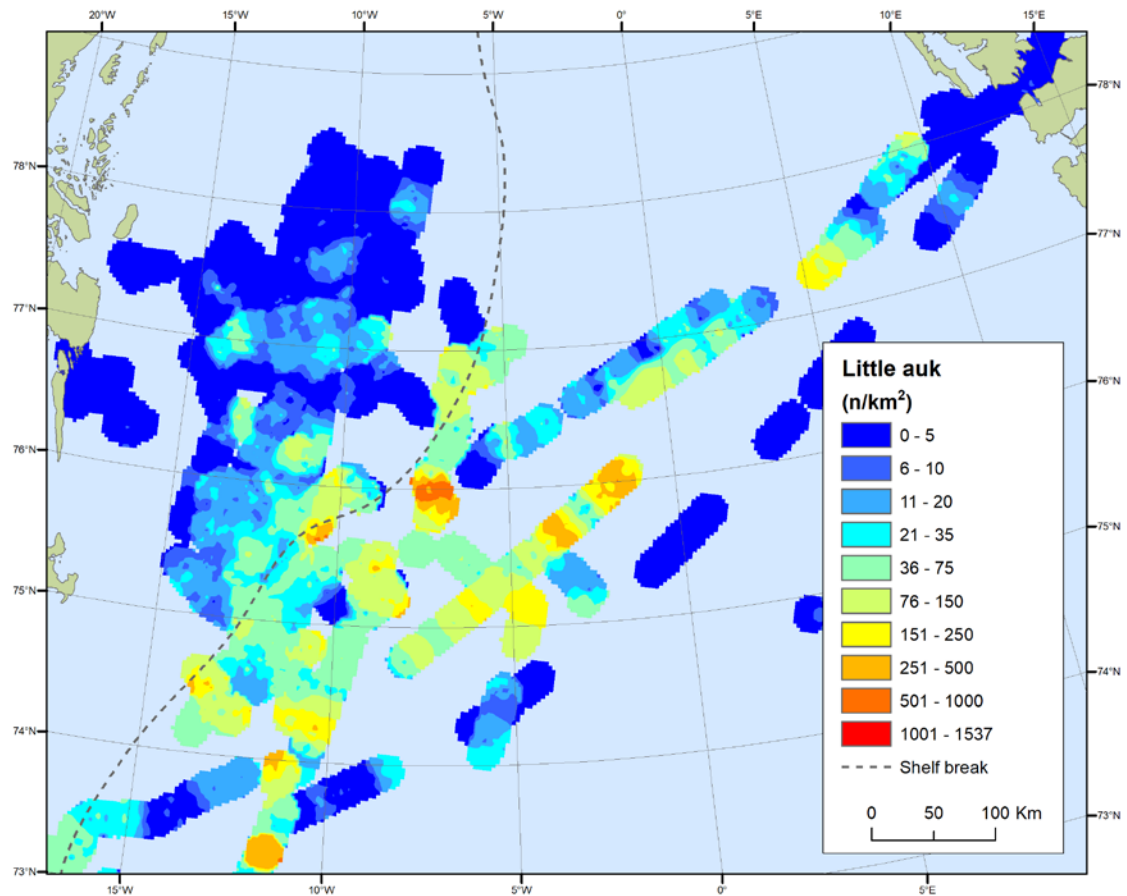 20°W 15°W 10°W 5°W 0° 5°E 10°E 15°E
78°N
78°N
77°N
77°N
76°N
76°N
75°N
75°N
74°N
74°N
73°N
73°N
15°W 10°W 5°W 0° 5°E
Little auk
(n/km²)
0 - 5
6 - 10
11 - 20
21 - 35
36 - 75
76 - 150
151 - 250
251 - 500
501 - 1000
1001 - 1537
Shelf break
0 50 100 Km